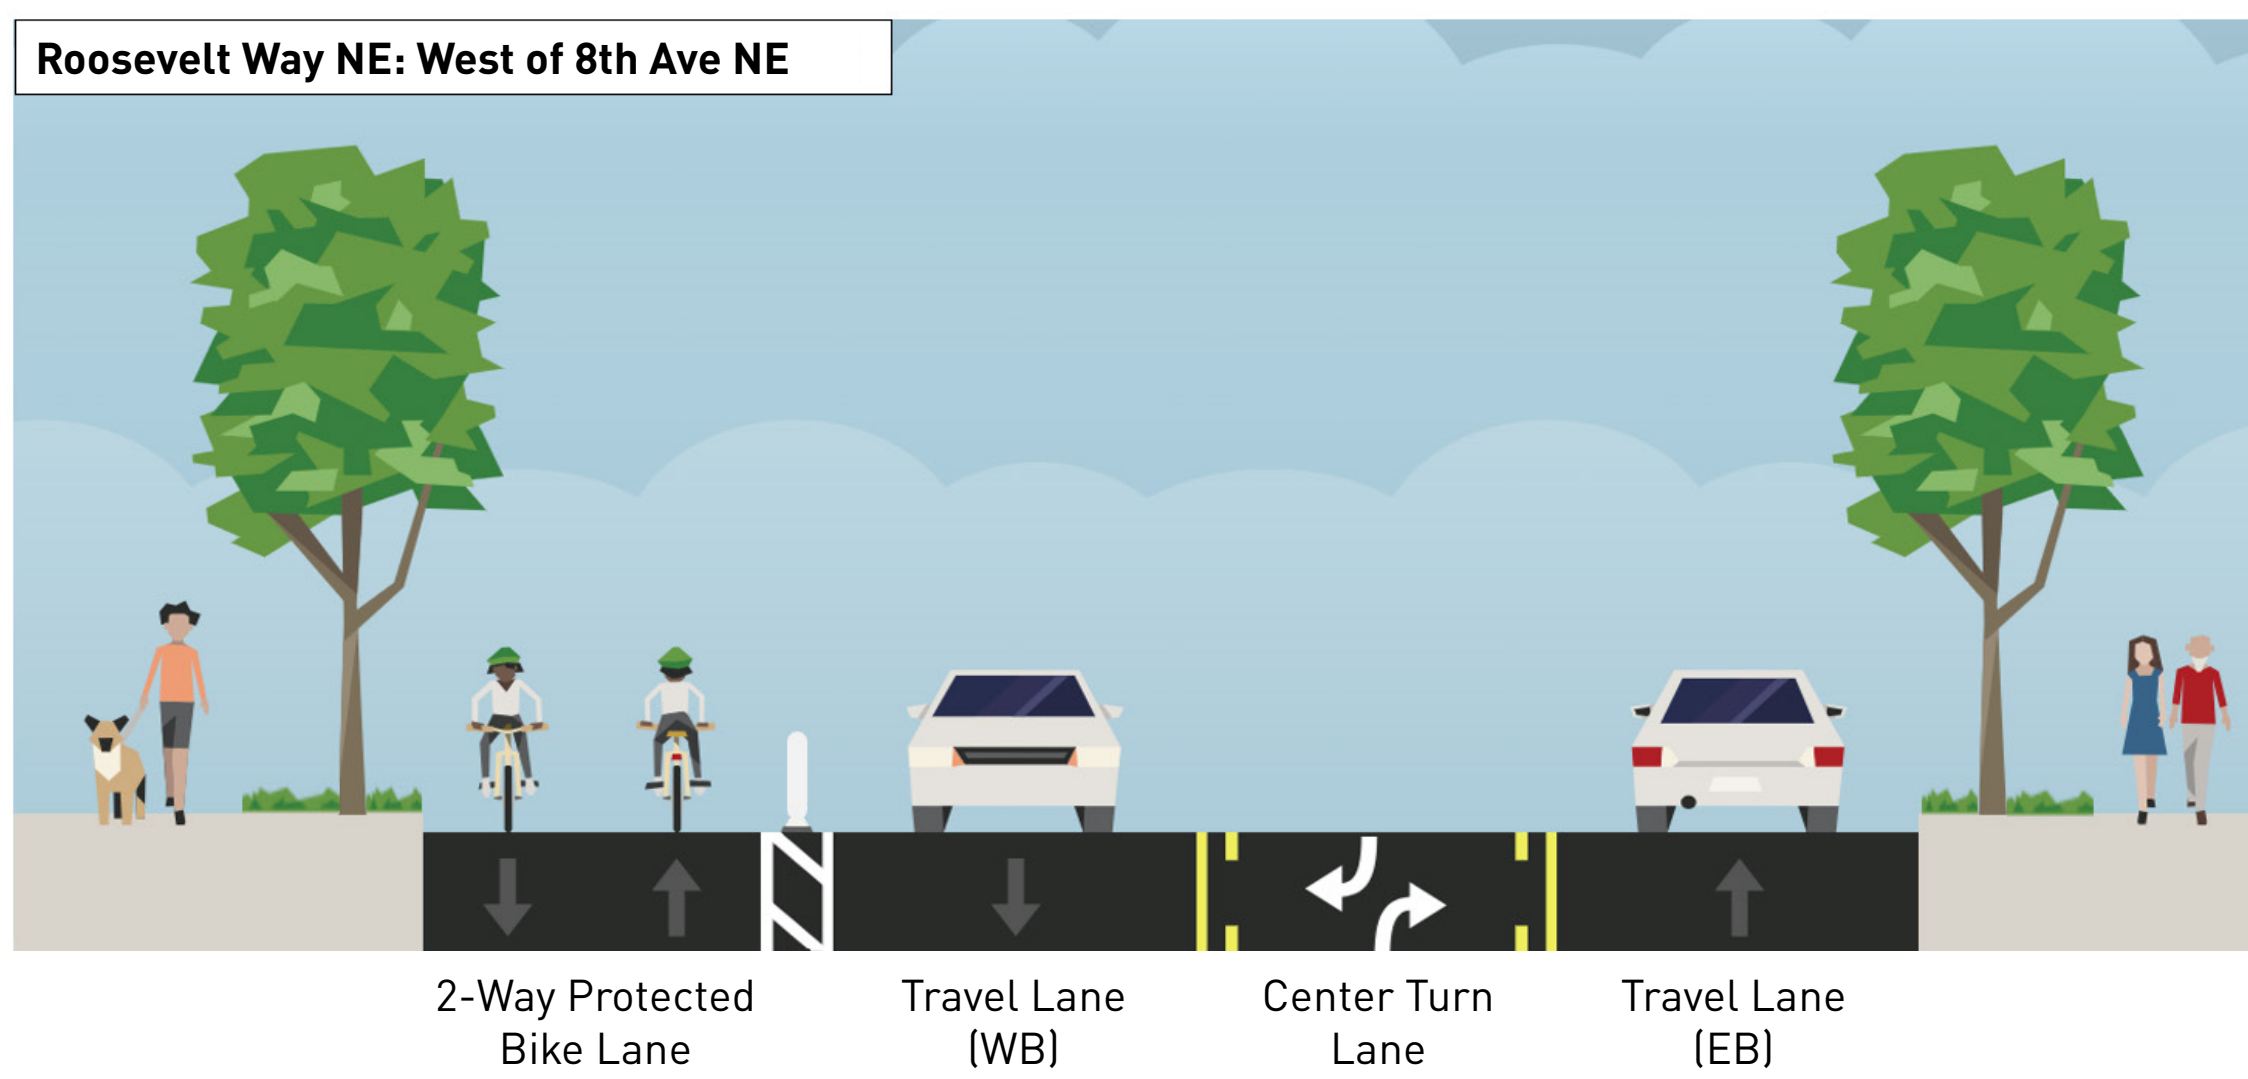 Roosevelt Way NE: West of 8th Ave NE
2-Way Protected
Bike Lane
Travel Lane
(WB)
Center Turn
Lane
Travel Lane
(EB)